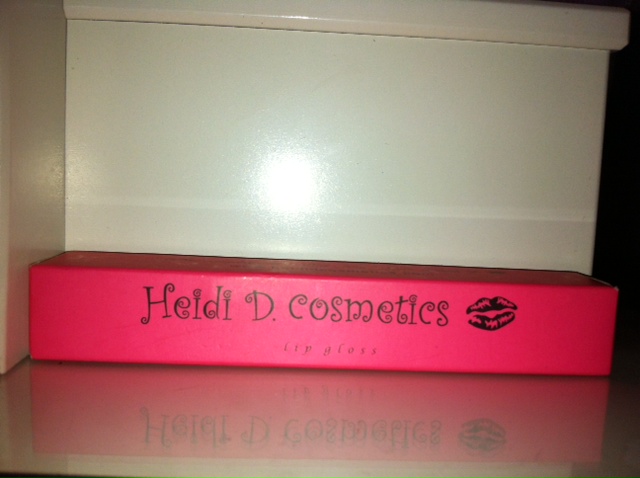 Heidi D. cosmetics
lip gloss